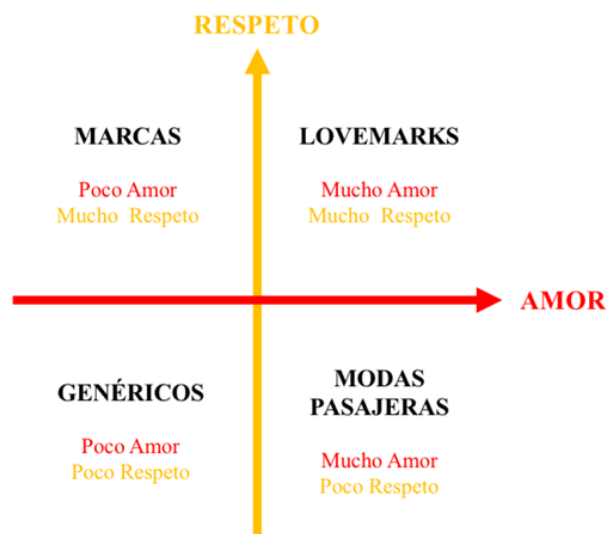 RESPETO
MARCAS
Poco Amor
Mucho Respeto
LOVEMARKS
Mucho Amor
Mucho Respeto
AMOR
GENÉRICOS
Poco Amor
Poco Respeto
MODAS
PASAJERAS
Mucho Amor
Poco Respeto